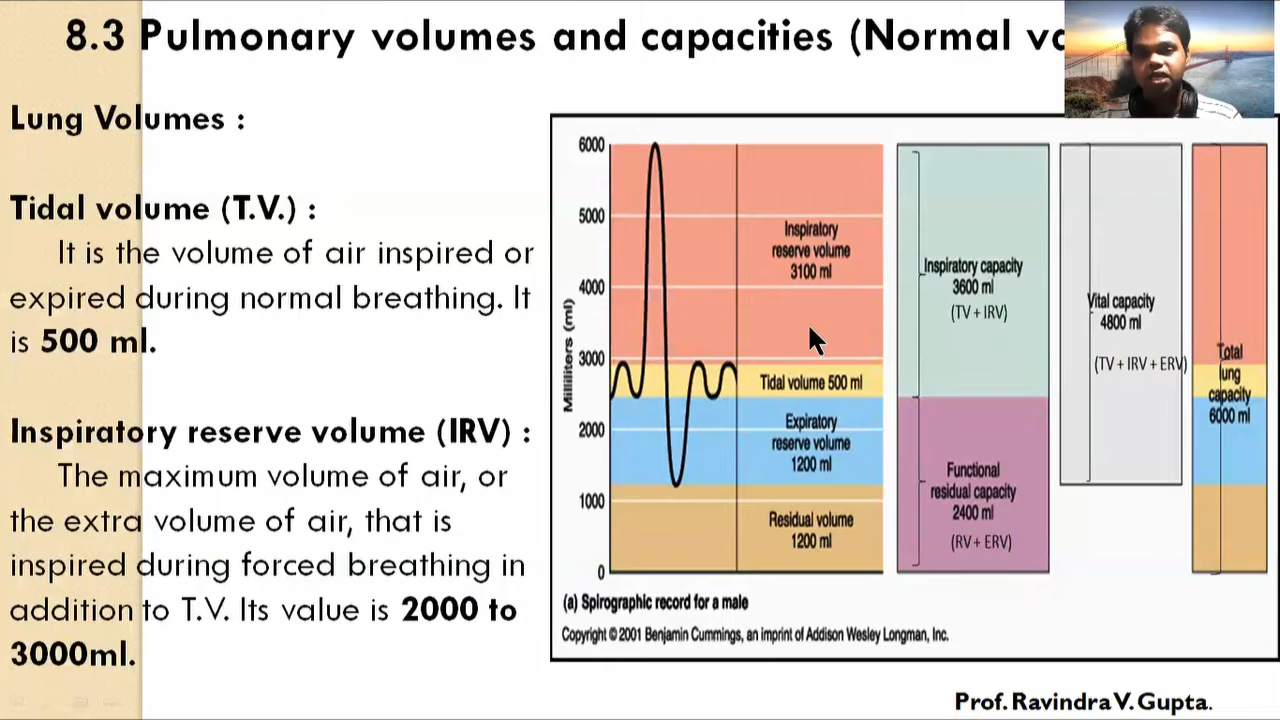 8.3 Pulmonary volumes and capacities (Normal va
Lung Volumes :
Tidal volume (T.V.) :
It is the volume of air inspired or
expired during normal breathing. It
is 500 ml.
Inspiratory reserve volume (IRV) :
The maximum volume of air, or
the extra volume of air, that is
inspired during forced breathing in
addition to T.V. Its value is 2000 to
3000ml.
Milliliters (ml)
6000
5000
4000
3000
2000
1000
0
Inspiratory
reserve volume
3100 ml
Tidal volume 500 ml
Expiratory
reserve volume
1200 ml
Residual volume
1200 ml
Inspiratory capacity
3600 ml
(TV + IRV)
Functional
residual capacity
2400 ml
(RV + ERV)
Vital capacity
4800 ml
(TV + IRV + ERV)
Total
lung
capacity
6000 ml
(a) Spirographic record for a male
Copyright © 2001 Benjamin Cummings, an imprint of Addison Wesley Longman, Inc.
Prof. Ravindra V. Gupta.